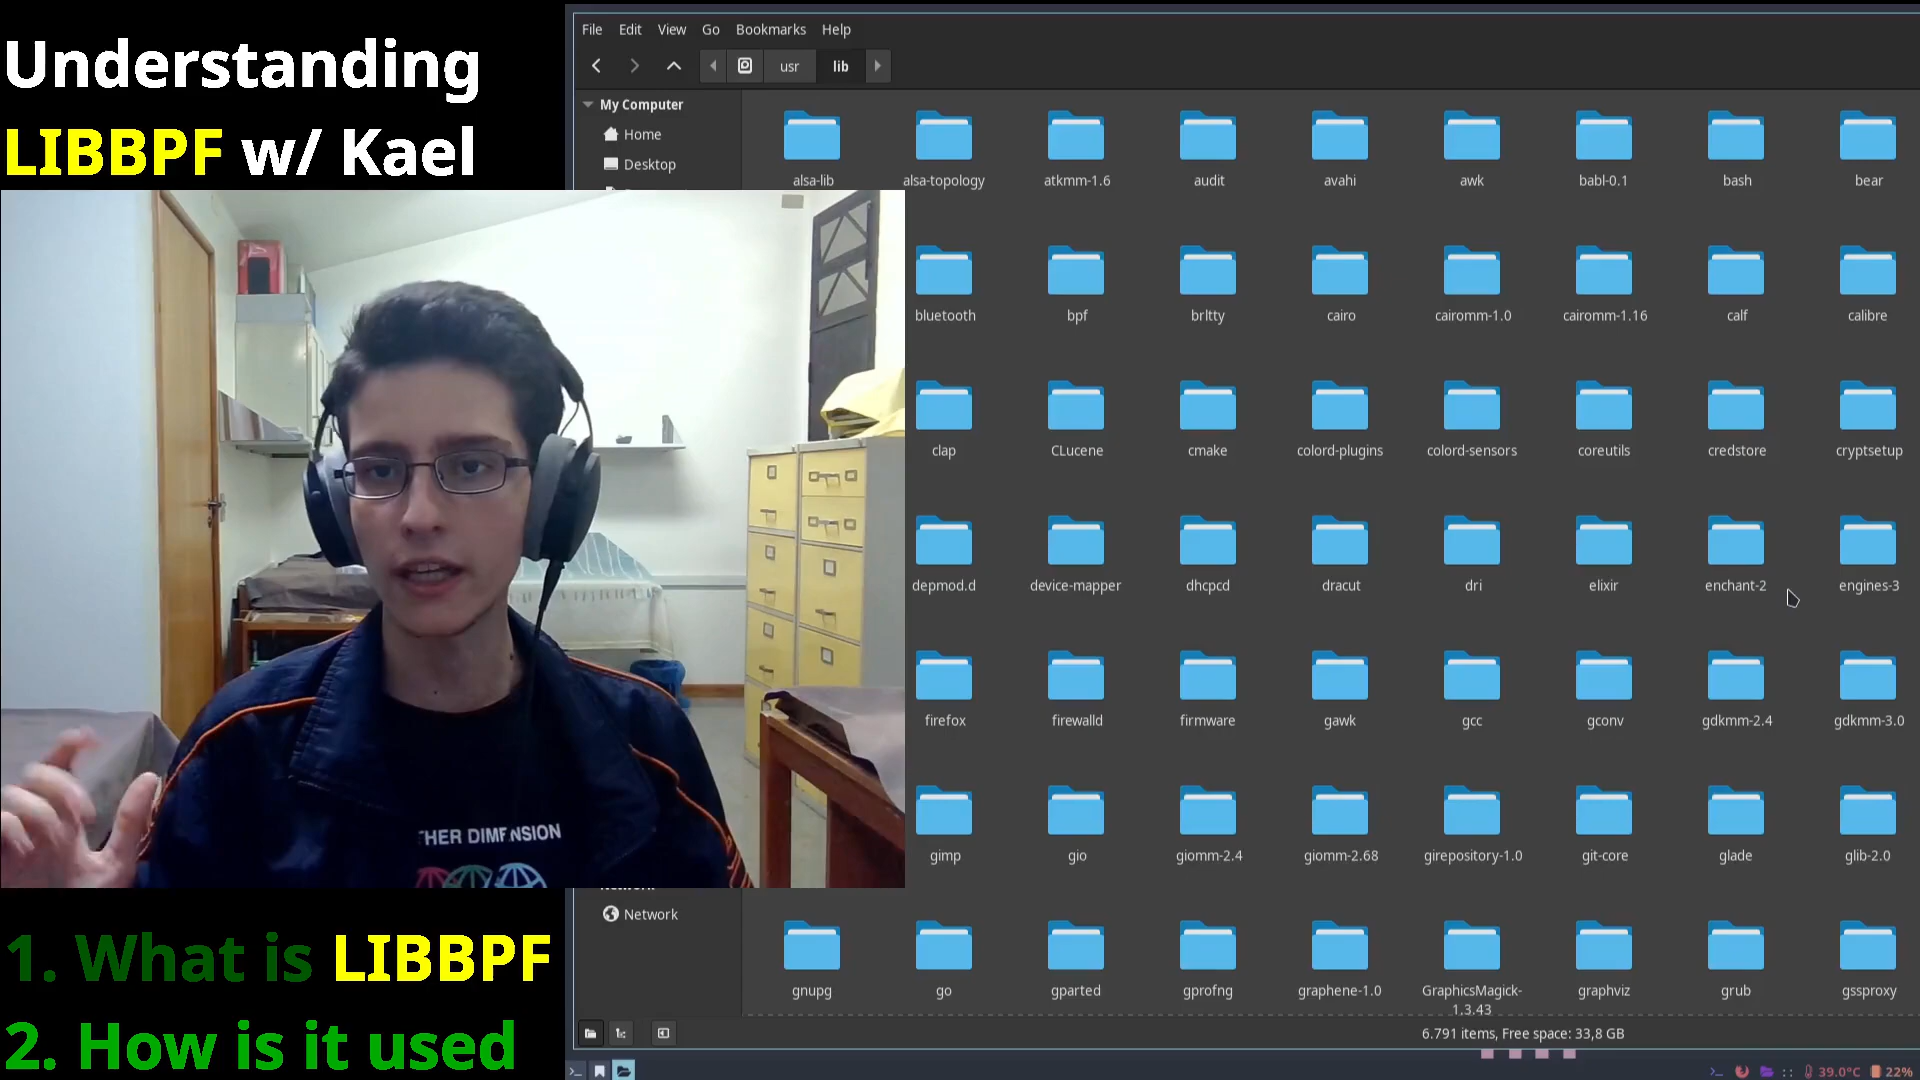 Understanding
LIBBPF w/ Kael
File Edit View Go Bookmarks Help
usr lib
My Computer
Home
Desktop
alsa-lib alsa-topology atkmm-1.6 audit avahi awk babl-0.1 bash bear
bluetooth bpf brltty cairo cairomm-1.0 cairomm-1.16 calf calibre
clap CLucene cmake colord-plugins colord-sensors coreutils credstore cryptsetup
depmod.d device-mapper dhcpcd dracut dri elixir enchant-2 engines-3
firefox firewalld firmware gawk gcc gconv gdkmm-2.4 gdkmm-3.0
gimp gio giomm-2.4 giomm-2.68 girepository-1.0 git-core glade glib-2.0
THER DIMENSION
Network
gnupg go gparted gprofng graphene-1.0 GraphicsMagick-
1.3.43 graphviz grub gssproxy
6.791 items, Free space: 33,8 GB
1. What is LIBBPF
2. How is it used
39.0°C 22%